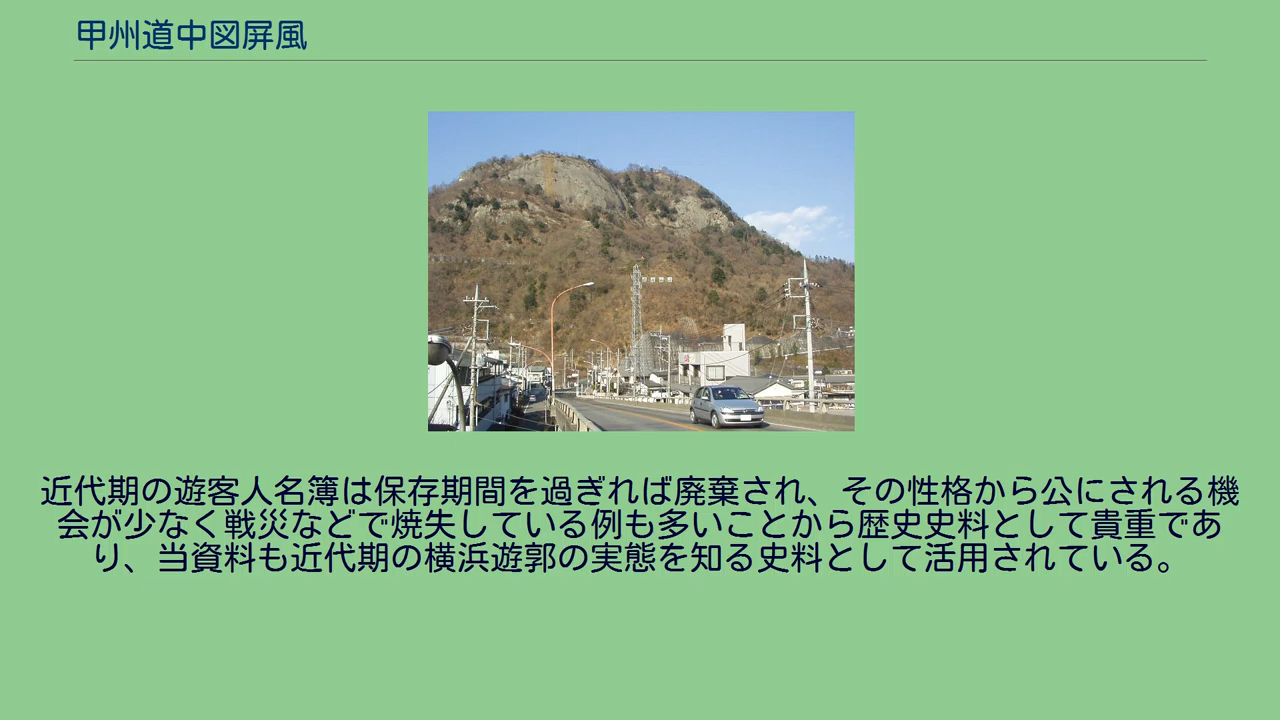 甲州道中図屏風
近代期の遊客人名簿は保存期間を過ぎれば廃棄され、その性格から公にされる機
会が少なく戦災などで焼失している例も多いことから歴史史料として貴重であ
り、当資料も近代期の横浜遊郭の実態を知る史料として活用されている。